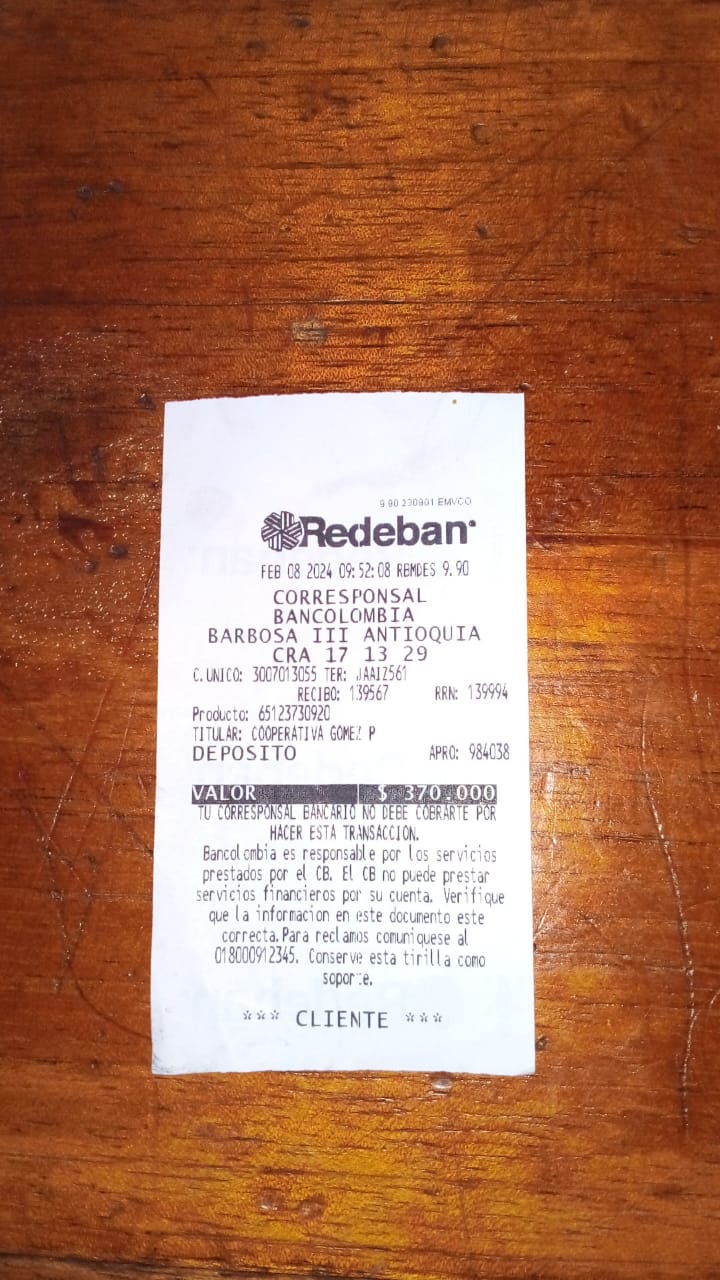 9.90 230901 EMVCO
Redeban
FEB 08 2024 09:52:08 RBMDES 9.90
CORRESPONSAL
BANCOLOMBIA
BARBOSA III ANTIOQUIA
CRA 17 13 29
C.UNICO: 3007013055 TER: JAAIZ561
RECIBO: 139567 RRN: 139994
Producto: 65123730920
TITULAR: COOPERATIVA GOMEZ P
DEPOSITO APRO: 984038
VALOR $ 370.000
TU CORRESPONSAL BANCARIO NO DEBE COBRARTE POR
HACER ESTA TRANSACCION.
Bancolombia es responsable por los servicios
prestados por el CB. El CB no puede prestar
servicios financieros por su cuenta. Verifique
que la informacion en este documento este
correcta.Para reclamos comuniquese al
018000912345. Conserve esta tirilla como
soporte.
*** CLIENTE ***